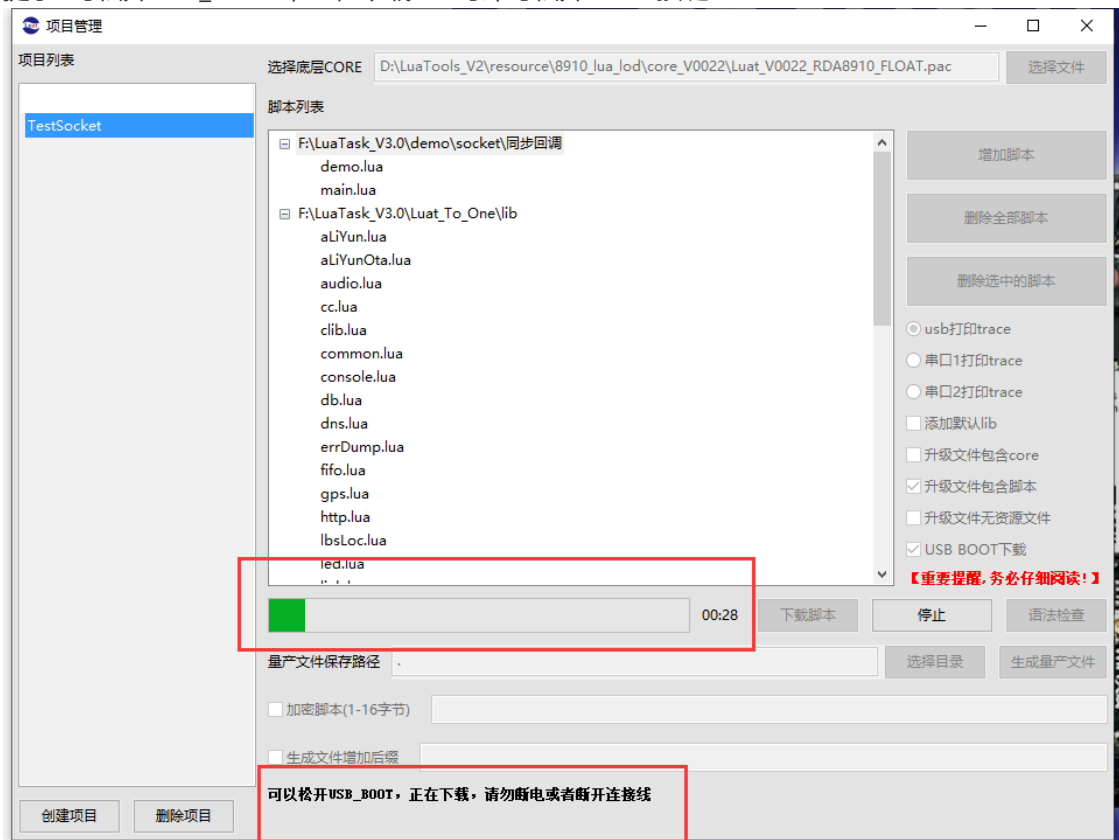 项目管理
项目列表
TestSocket
选择底层CORE
D:\LuaTools_V2\resource\8910_lua_lod\core_V0022\Luat_V0022_RDA8910_FLOAT.pac
选择文件
脚本列表
F:\LuaTask_V3.0\demo\socket\同步回调
demo.lua
main.lua
F:\LuaTask_V3.0\Luat_To_One\lib
aLiYun.lua
aLiYunOta.lua
audio.lua
cc.lua
clib.lua
common.lua
console.lua
db.lua
dns.lua
errDump.lua
fifo.lua
gps.lua
http.lua
lbsLoc.lua
led.lua
增加脚本
删除全部脚本
删除选中的脚本
usb打印trace
串口1打印trace
串口2打印trace
添加默认lib
升级文件包含core
升级文件包含脚本
升级文件无资源文件
USB BOOT下载
【重要提醒,务必仔细阅读!】
00:28
下载脚本
停止
语法检查
量产文件保存路径
.
选择目录
生成量产文件
加密脚本(1-16字节)
生成文件增加后缀
可以松开USB_BOOT，正在下载，请勿断电或者断开连接线
创建项目
删除项目